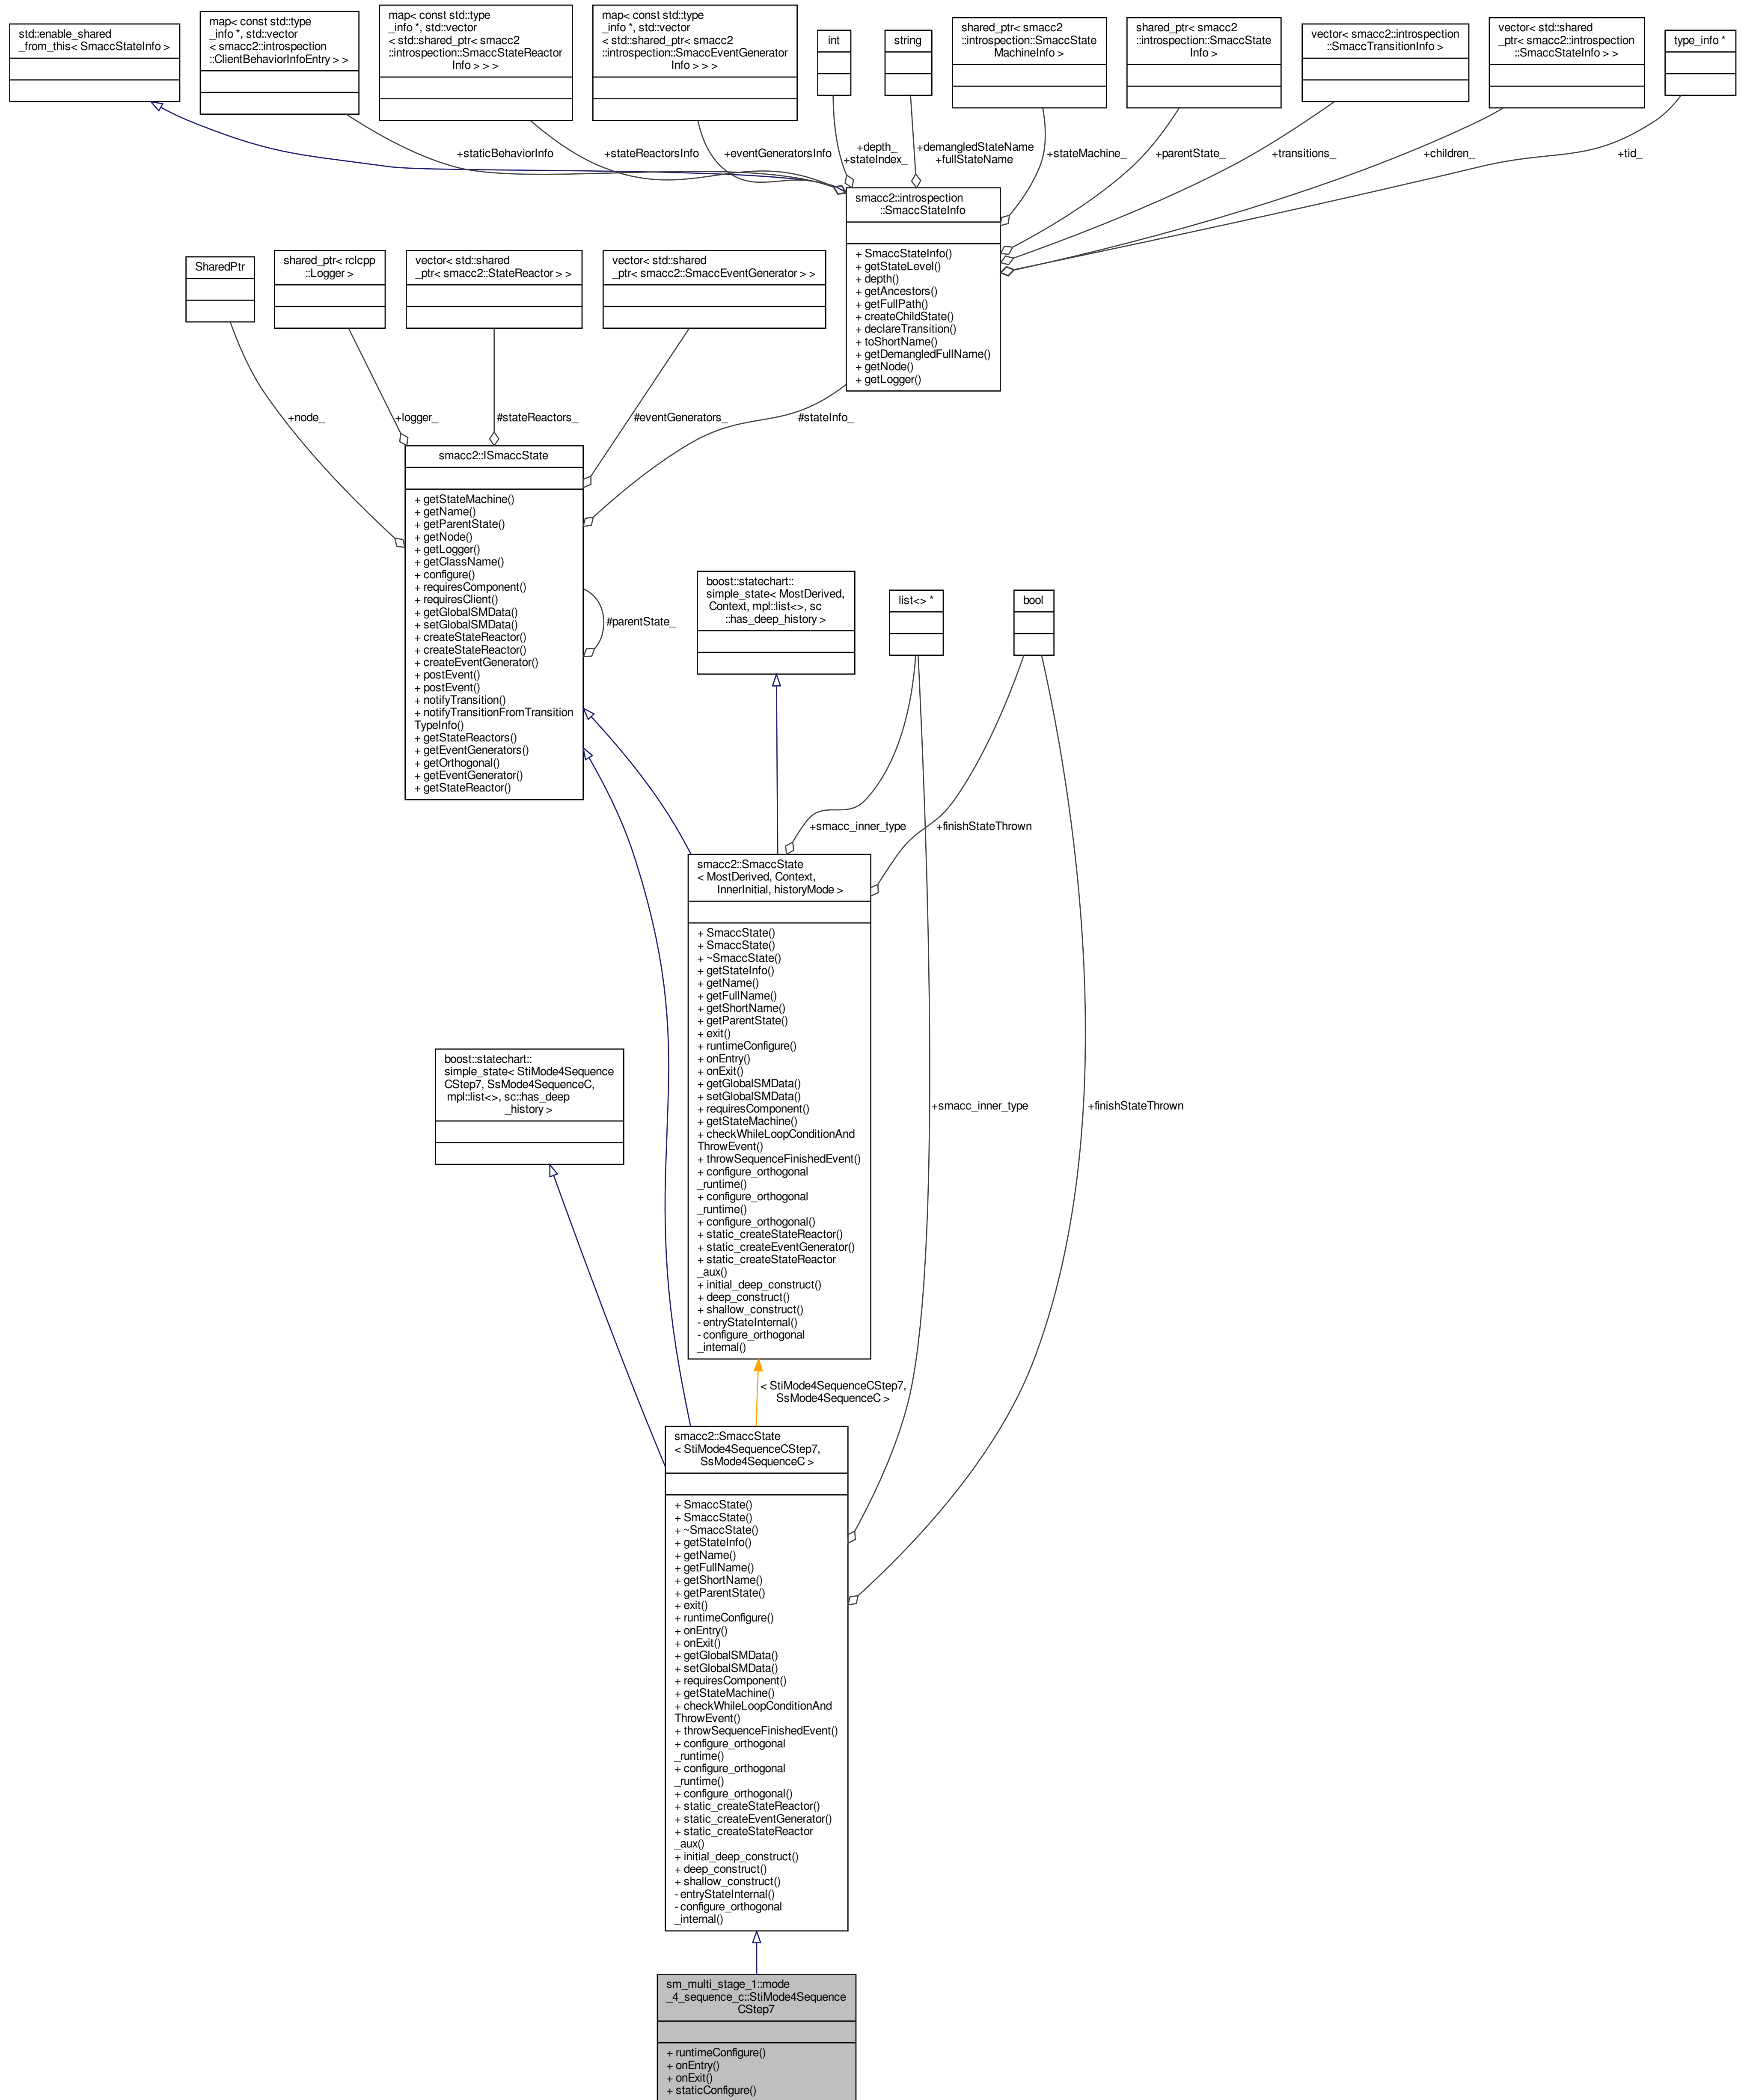 std::enable_shared
_from_this< SmaccStateInfo >
map< const std::type
_info *, std::vector
< smacc2::introspection
::ClientBehaviorInfoEntry > >
map< const std::type
_info *, std::vector
< std::shared_ptr< smacc2
::introspection::SmaccStateReactor
Info > > >
map< const std::type
_info *, std::vector
< std::shared_ptr< smacc2
::introspection::SmaccEventGenerator
Info > > >
int
string
shared_ptr< smacc2
::introspection::SmaccState
MachineInfo >
shared_ptr< smacc2
::introspection::SmaccState
Info >
vector< smacc2::introspection
::SmaccTransitionInfo >
vector< std::shared
_ptr< smacc2::introspection
::SmaccStateInfo > >
type_info *
+staticBehaviorInfo
+stateReactorsInfo
+eventGeneratorsInfo
+depth_
+stateIndex_
+demangledStateName
+fullStateName
+stateMachine_
+parentState_
+transitions_
+children_
+tid_
smacc2::introspection
::SmaccStateInfo
+ SmaccStateInfo()
+ getStateLevel()
+ depth()
+ getAncestors()
+ getFullPath()
+ createChildState()
+ declareTransition()
+ toShortName()
+ getDemangledFullName()
+ getNode()
+ getLogger()
SharedPtr
shared_ptr< rclcpp
::Logger >
vector< std::shared
_ptr< smacc2::StateReactor > >
vector< std::shared
_ptr< smacc2::SmaccEventGenerator > >
+node_
+logger_
#stateReactors_
#eventGenerators_
#stateInfo_
smacc2::ISmaccState
+ getStateMachine()
+ getName()
+ getParentState()
+ getNode()
+ getLogger()
+ getClassName()
+ configure()
+ requiresComponent()
+ requiresClient()
+ getGlobalSMData()
+ setGlobalSMData()
+ createStateReactor()
+ createStateReactor()
+ createEventGenerator()
+ postEvent()
+ postEvent()
+ notifyTransition()
+ notifyTransitionFromTransition
TypeInfo()
+ getStateReactors()
+ getEventGenerators()
+ getOrthogonal()
+ getEventGenerator()
+ getStateReactor()
#parentState_
boost::statechart::
simple_state< MostDerived,
Context, mpl::list<>, sc
::has_deep_history >
list<> *
bool
+smacc_inner_type
+finishStateThrown
smacc2::SmaccState
< MostDerived, Context,
InnerInitial, historyMode >
+ SmaccState()
+ SmaccState()
+ ~SmaccState()
+ getStateInfo()
+ getName()
+ getFullName()
+ getShortName()
+ getParentState()
+ exit()
+ runtimeConfigure()
+ onEntry()
+ onExit()
+ getGlobalSMData()
+ setGlobalSMData()
+ requiresComponent()
+ getStateMachine()
+ checkWhileLoopConditionAnd
ThrowEvent()
+ throwSequenceFinishedEvent()
+ configure_orthogonal
_runtime()
+ configure_orthogonal
_runtime()
+ configure_orthogonal()
+ static_createStateReactor()
+ static_createEventGenerator()
+ static_createStateReactor
_aux()
+ initial_deep_construct()
+ deep_construct()
+ shallow_construct()
- entryStateInternal()
- configure_orthogonal
_internal()
boost::statechart::
simple_state< StiMode4Sequence
CStep7, SsMode4SequenceC,
mpl::list<>, sc::has_deep
_history >
+smacc_inner_type
+finishStateThrown
< StiMode4SequenceCStep7,
SsMode4SequenceC >
smacc2::SmaccState
< StiMode4SequenceCStep7,
SsMode4SequenceC >
+ SmaccState()
+ SmaccState()
+ ~SmaccState()
+ getStateInfo()
+ getName()
+ getFullName()
+ getShortName()
+ getParentState()
+ exit()
+ runtimeConfigure()
+ onEntry()
+ onExit()
+ getGlobalSMData()
+ setGlobalSMData()
+ requiresComponent()
+ getStateMachine()
+ checkWhileLoopConditionAnd
ThrowEvent()
+ throwSequenceFinishedEvent()
+ configure_orthogonal
_runtime()
+ configure_orthogonal
_runtime()
+ configure_orthogonal()
+ static_createStateReactor()
+ static_createEventGenerator()
+ static_createStateReactor
_aux()
+ initial_deep_construct()
+ deep_construct()
+ shallow_construct()
- entryStateInternal()
- configure_orthogonal
_internal()
sm_multi_stage_1::mode
_4_sequence_c::StiMode4Sequence
CStep7
+ runtimeConfigure()
+ onEntry()
+ onExit()
+ staticConfigure()